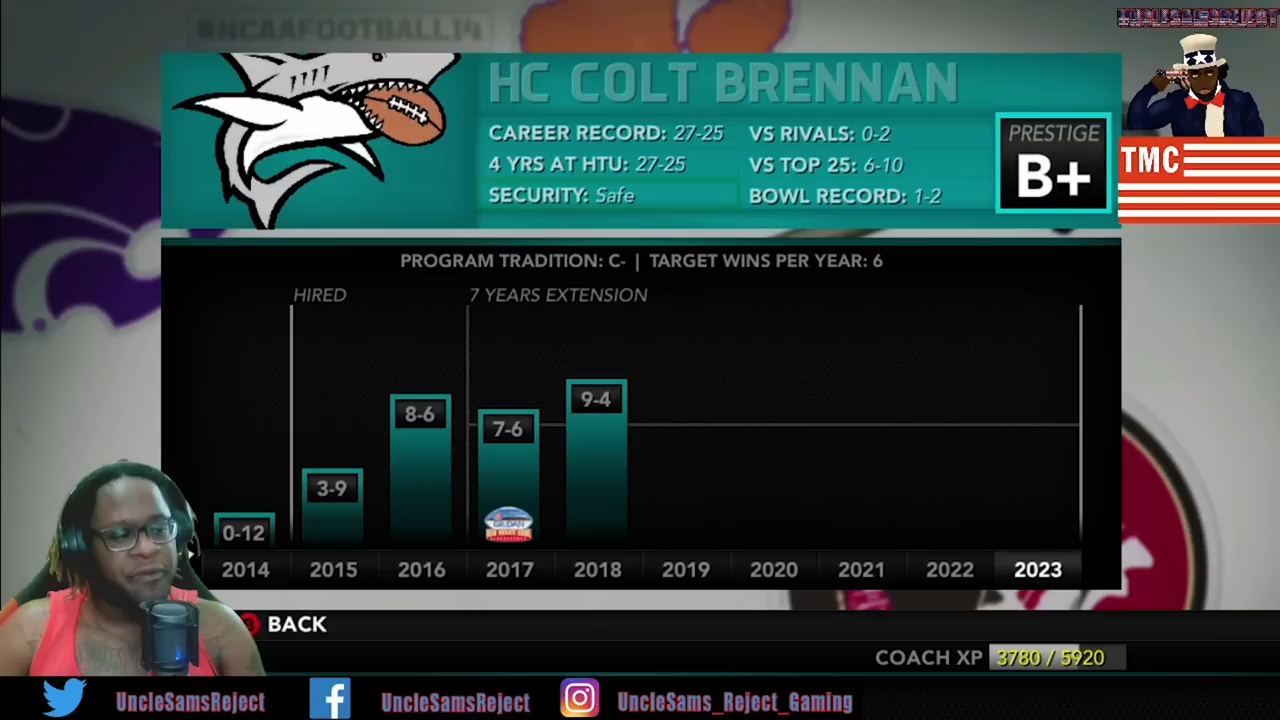 #NCAAFOOTBALL14
HC COLT BRENNAN
CAREER RECORD: 27-25 VS RIVALS: 0-2
4 YRS AT HTU: 27-25 VS TOP 25: 6-10
SECURITY: Safe BOWL RECORD: 1-2
PRESTIGE
B+
TMC
PROGRAM TRADITION: C- | TARGET WINS PER YEAR: 6
HIRED 7 YEARS EXTENSION
9-4
8-6
7-6
3-9
0-12
GILDAN
2014 2015 2016 2017 2018 2019 2020 2021 2022 2023
BACK
COACH XP 3780 / 5920
UncleSamsReject UncleSamsReject UncleSams_Reject_Gaming